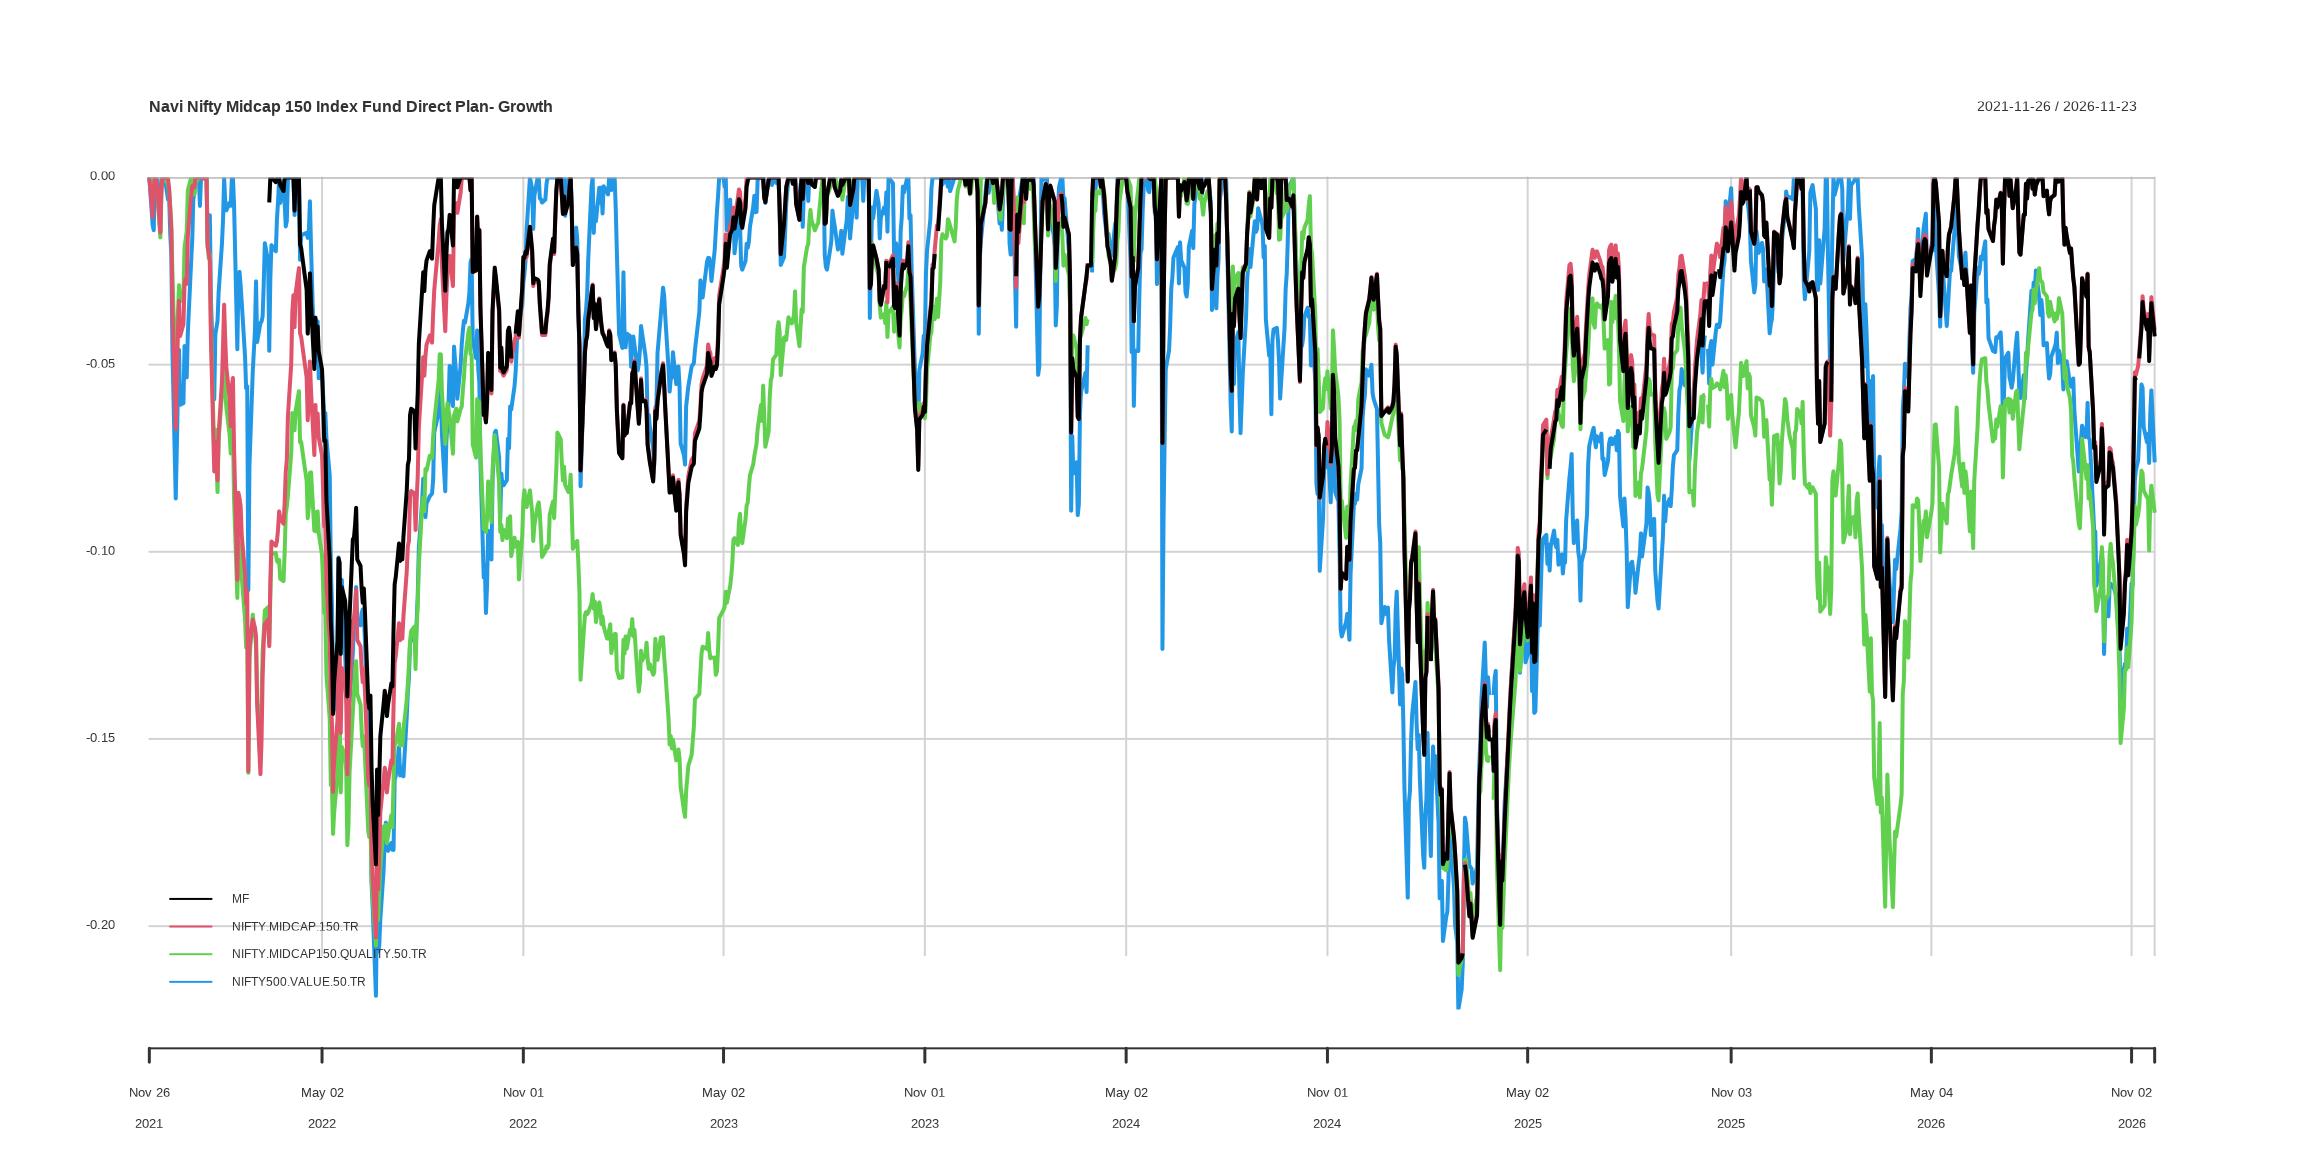 Navi Nifty Midcap 150 Index Fund Direct Plan- Growth
2021-11-26 / 2026-11-23
0.00
-0.05
-0.10
-0.15
-0.20
MF
NIFTY.MIDCAP.150.TR
NIFTY.MIDCAP150.QUALITY.50.TR
NIFTY500.VALUE.50.TR
Nov 26 May 02 Nov 01 May 02 Nov 01 May 02 Nov 01 May 02 Nov 03 May 04 Nov 02
2021 2022 2022 2023 2023 2024 2024 2025 2025 2026 2026